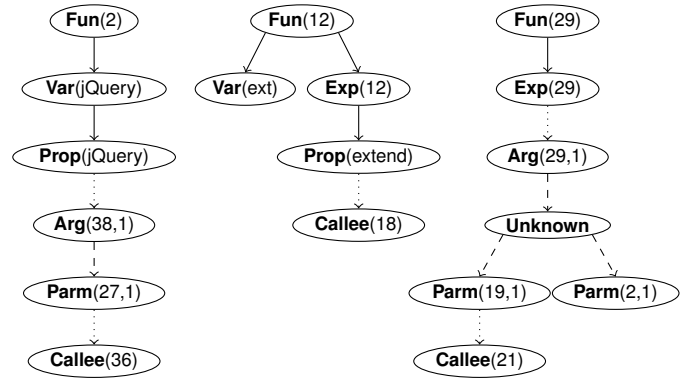 Fun(2)
Var(jQuery)
Prop(jQuery)
Arg(38,1)
Parm(27,1)
Callee(36)
Fun(12)
Var(ext)
Exp(12)
Prop(extend)
Callee(18)
Fun(29)
Exp(29)
Arg(29,1)
Unknown
Parm(19,1)
Parm(2,1)
Callee(21)